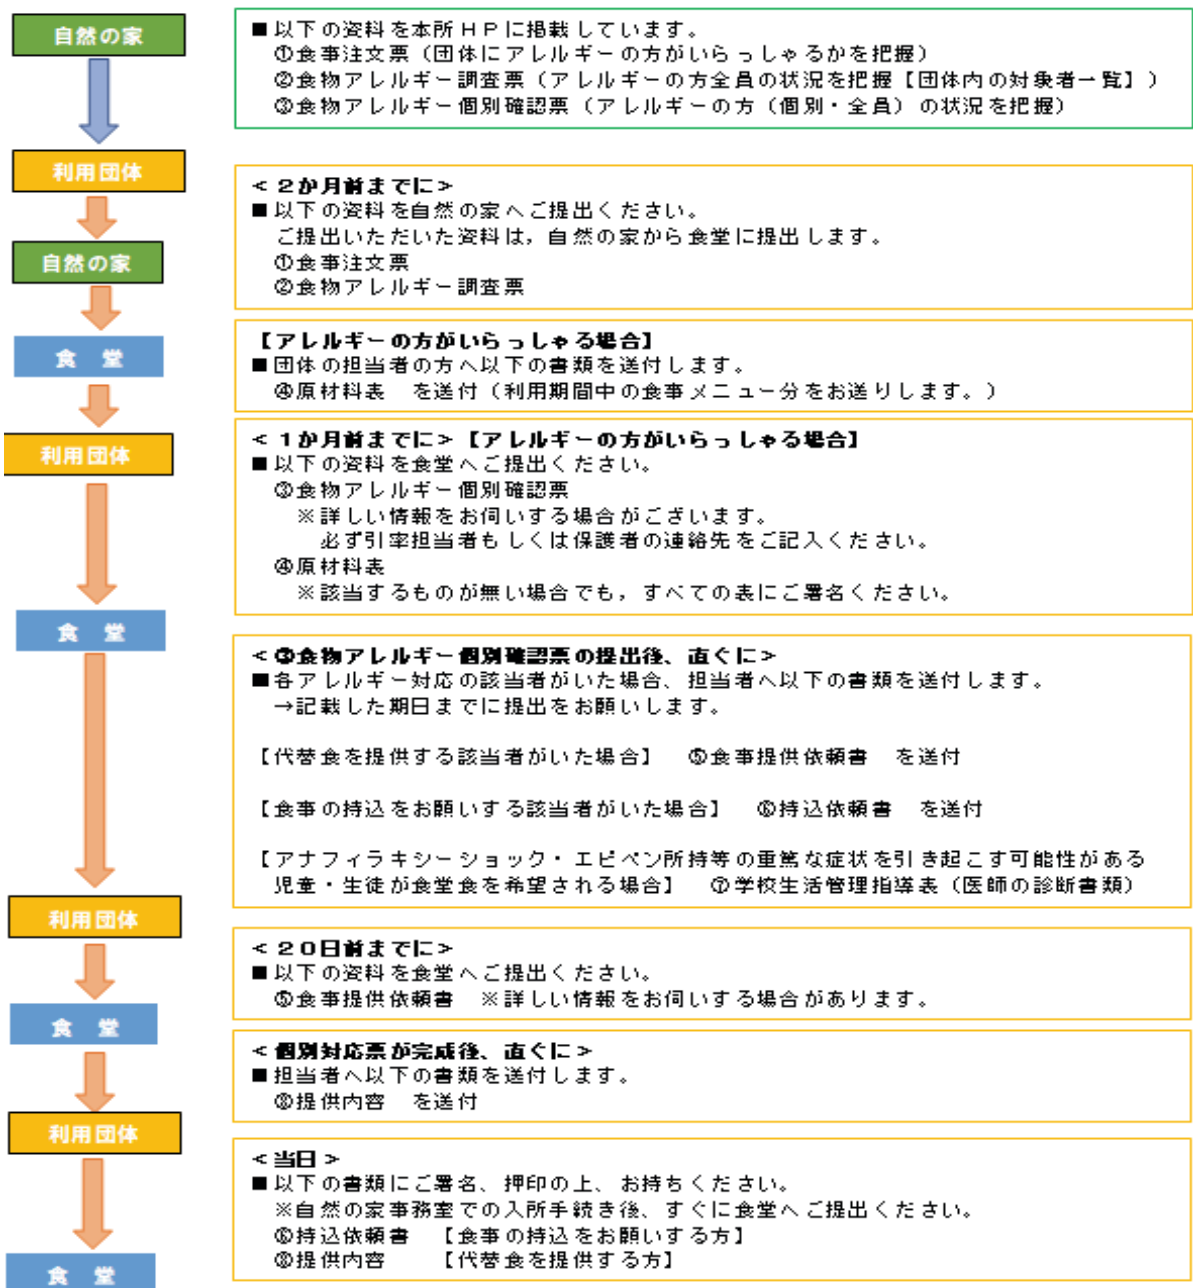 自然の家
■以下の資料を本所ＨＰに掲載しています。
①食事注文票（団体にアレルギーの方がいらっしゃるかを把握）
②食物アレルギー調査票（アレルギーの方全員の状況を把握【団体内の対象者一覧】）
③食物アレルギー個別確認票（アレルギーの方（個別・全員）の状況を把握）
利用団体
＜２か月前までに＞
■以下の資料を自然の家へご提出ください。
ご提出いただいた資料は，自然の家から食堂に提出します。
①食事注文票
②食物アレルギー調査票
自然の家
【アレルギーの方がいらっしゃる場合】
■団体の担当者の方へ以下の書類を送付します。
④原材料表　を送付（利用期間中の食事メニュー分をお送りします。）
食　堂
＜１か月前までに＞【アレルギーの方がいらっしゃる場合】
■以下の資料を食堂へご提出ください。
③食物アレルギー個別確認票
※詳しい情報をお伺いする場合がございます。
必ず引率担当者もしくは保護者の連絡先をご記入ください。
④原材料表
※該当するものが無い場合でも，すべての表にご署名ください。
利用団体
食　堂
＜③食物アレルギー個別確認票の提出後、直ぐに＞
■各アレルギー対応の該当者がいた場合、担当者へ以下の書類を送付します。
→記載した期日までに提出をお願いします。
【代替食を提供する該当者がいた場合】　⑤食事提供依頼書　を送付
【食事の持込をお願いする該当者がいた場合】　⑥持込依頼書　を送付
【アナフィラキシーショック・エピペン所持等の重篤な症状を引き起こす可能性がある
児童・生徒が食堂食を希望される場合】　⑦学校生活管理指導表（医師の診断書類）
利用団体
＜２０日前までに＞
■以下の資料を食堂へご提出ください。
⑤食事提供依頼書　※詳しい情報をお伺いする場合があります。
食　堂
＜個別対応票が完成後、直ぐに＞
■担当者へ以下の書類を送付します。
⑧提供内容　を送付
利用団体
＜当日＞
■以下の書類にご署名、押印の上、お持ちください。
※自然の家事務室での入所手続き後、すぐに食堂へご提出ください。
⑥持込依頼書　【食事の持込をお願いする方】
⑧提供内容　　【代替食を提供する方】
食　堂